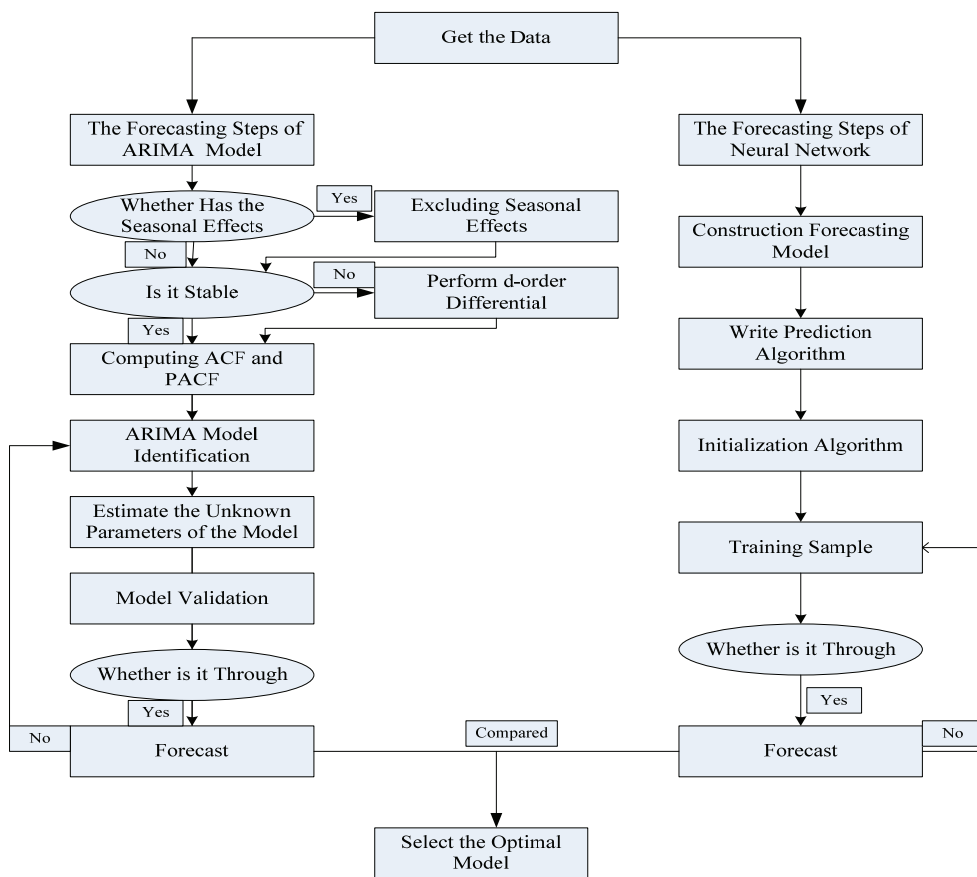 Get the Data
The Forecasting Steps of
ARIMA Model
Whether Has the
Seasonal Effects
Yes
Excluding Seasonal
Effects
No
Is it Stable
No
Perform d-order
Differential
Yes
Computing ACF and
PACF
ARIMA Model
Identification
Estimate the Unknown
Parameters of the Model
Model Validation
Whether is it Through
Yes
No
Forecast
The Forecasting Steps of
Neural Network
Construction Forecasting
Model
Write Prediction
Algorithm
Initialization Algorithm
Training Sample
Whether is it Through
Yes
Forecast
No
Compared
Select the Optimal
Model